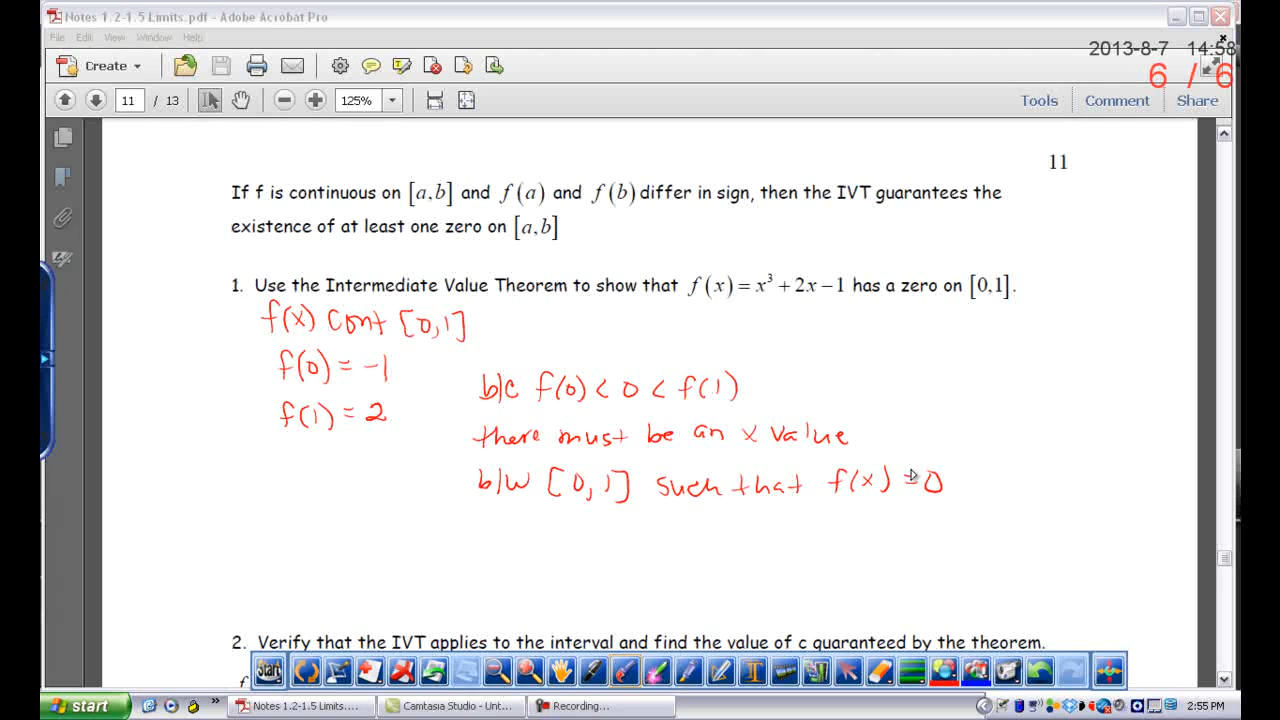 Notes 1.2-1.5 Limits.pdf - Adobe Acrobat Pro
File Edit View Window Help
2013-8-7 14:58
6 / 6
Create
11 / 13 125% Tools Comment Share
11
If f is continuous on [a,b] and f(a) and f(b) differ in sign, then the IVT guarantees the
existence of at least one zero on [a,b]
1. Use the Intermediate Value Theorem to show that f(x) = x³ + 2x − 1 has a zero on [0,1].
f(x) cont [0,1]
f(0) = -1
f(1) = 2
b/c f(0) < 0 < f(1)
there must be an x value
b/w [0,1] such that f(x) = 0
2. Verify that the IVT applies to the interval and find the value of c guaranteed by the theorem.
f
Start
start » Notes 1.2-1.5 Limits.... Camtasia Studio - Unt... Recording... 2:55 PM